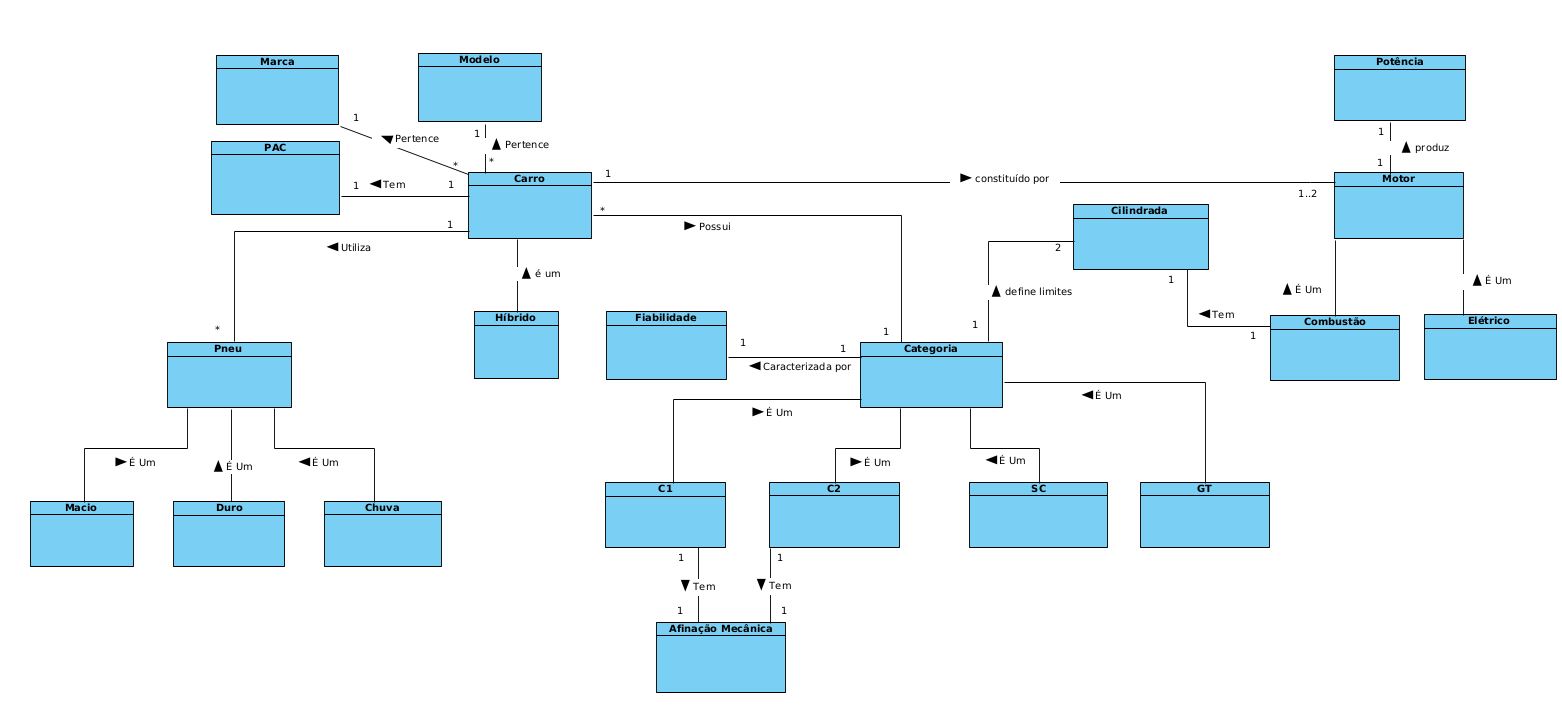 Marca
Modelo
Potência
1
Pertence
*
1
Pertence
*
1
produz
1
PAC
1
Tem
1
Carro
1
constituído por
1..2
Motor
Cilindrada
*
Possui
1
1
Utiliza
*
é um
2
define limites
1
1
Tem
1
É Um
É Um
Híbrido
Fiabilidade
Combustão
Elétrico
1
Caracterizada por
1
Pneu
Categoria
É Um
É Um
É Um
É Um
É Um
É Um
É Um
Macio
Duro
Chuva
C1
C2
SC
GT
1
Tem
1
1
Tem
1
Afinação Mecânica